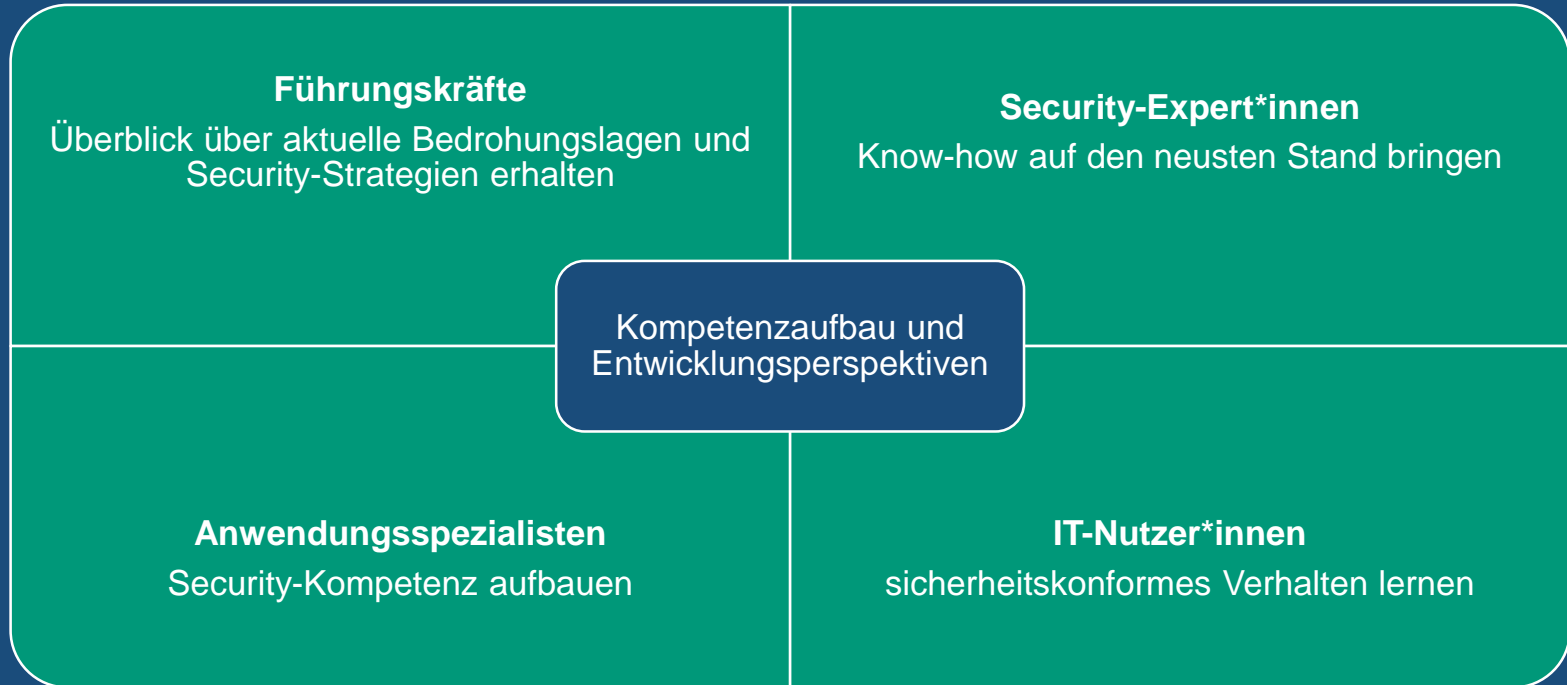 Führungskräfte
Überblick über aktuelle Bedrohungslagen und
Security-Strategien erhalten
Security-Expert*innen
Know-how auf den neusten Stand bringen
Kompetenzaufbau und
Entwicklungsperspektiven
Anwendungsspezialisten
Security-Kompetenz aufbauen
IT-Nutzer*innen
sicherheitskonformes Verhalten lernen